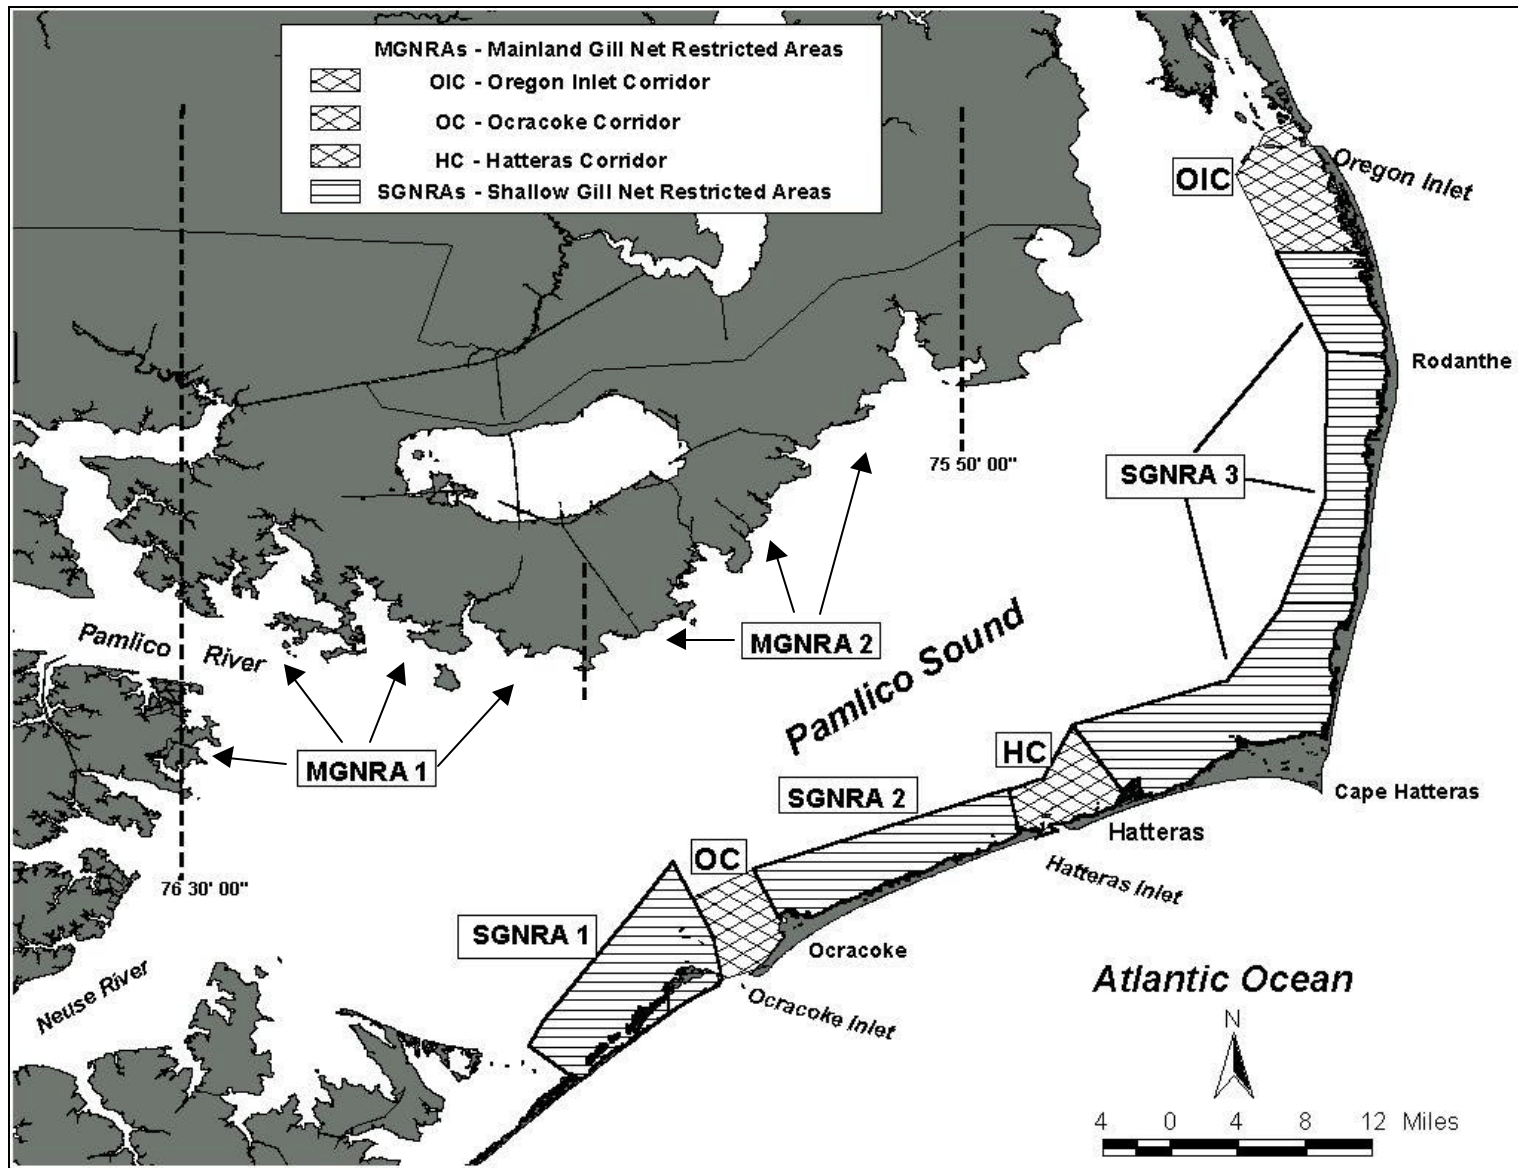 MGNRAs - Mainland Gill Net Restricted Areas
OIC - Oregon Inlet Corridor
OC - Ocracoke Corridor
HC - Hatteras Corridor
SGNRAs - Shallow Gill Net Restricted Areas
OIC
Oregon Inlet
Rodanthe
75 50' 00"
SGNRA 3
Pamlico River
MGNRA 2
Pamlico Sound
MGNRA 1
HC
SGNRA 2
Cape Hatteras
Hatteras
OC
Hatteras Inlet
76 30' 00"
SGNRA 1
Ocracoke
Neuse River
Ocracoke Inlet
Atlantic Ocean
N
4 0 4 8 12 Miles